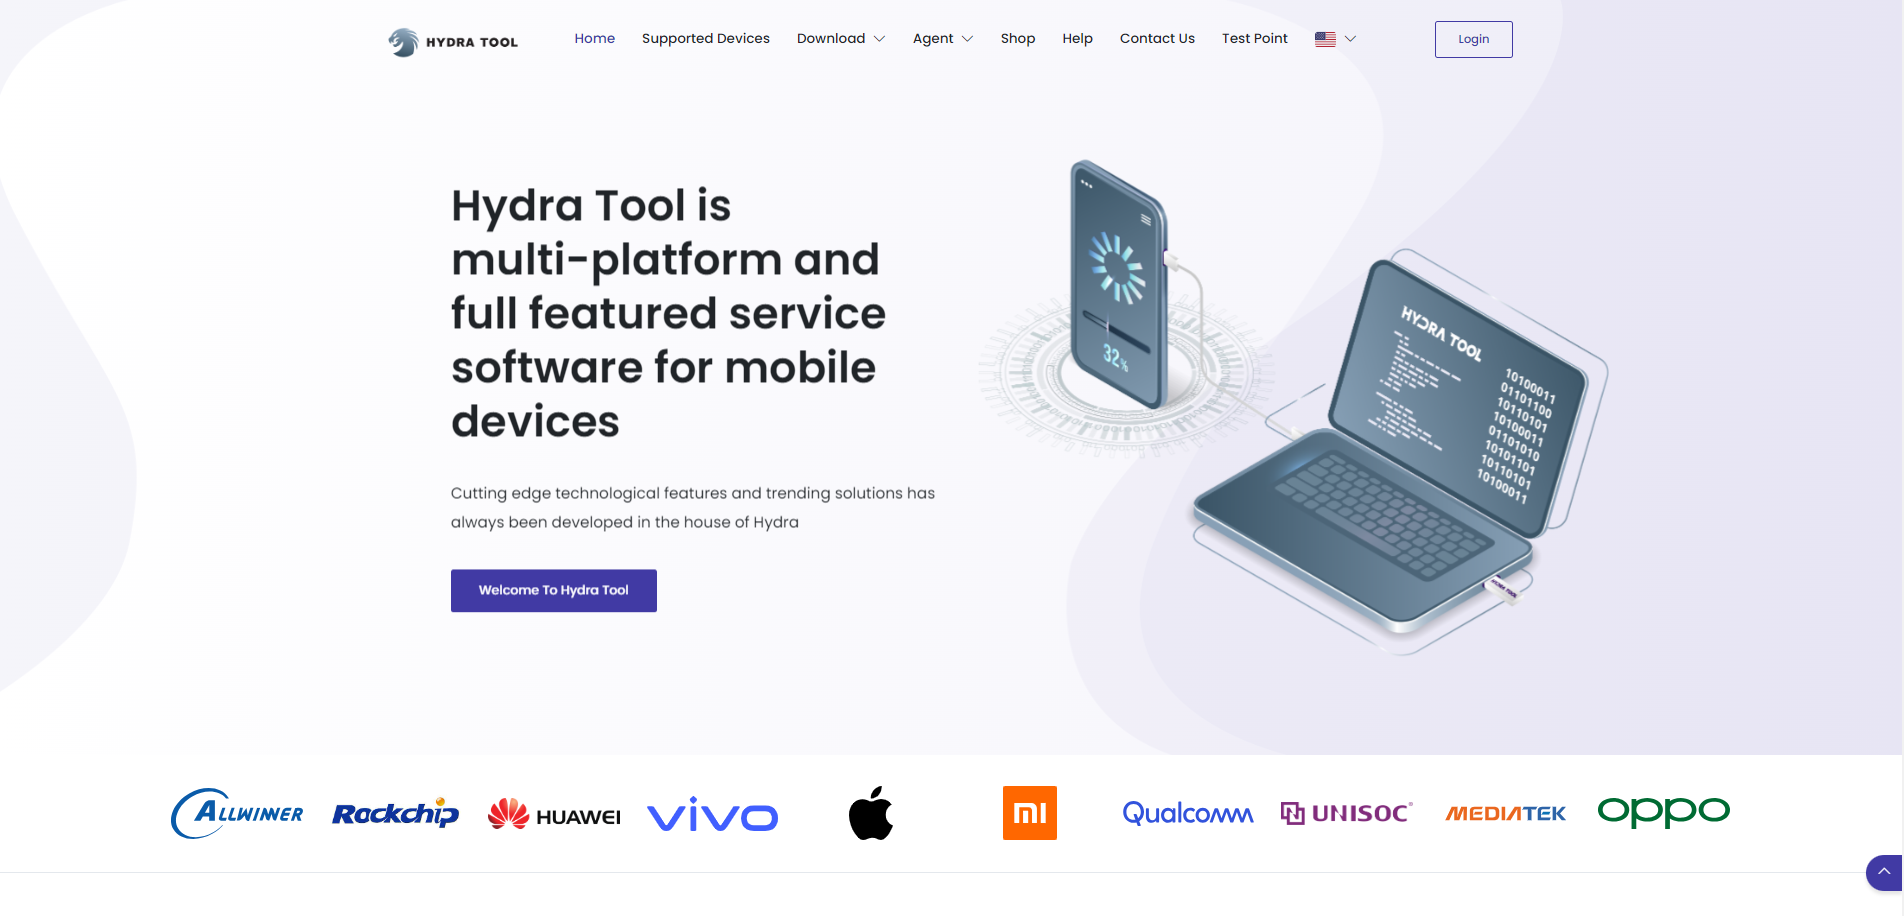 HYDRA TOOL
Home
Supported Devices
Download
Agent
Shop
Help
Contact Us
Test Point
Login
Hydra Tool is
multi-platform and
full featured service
software for mobile
devices
Cutting edge technological features and trending solutions has
always been developed in the house of Hydra
Welcome To Hydra Tool
32%
HYDRA TOOL
10100011
01101100
10110101
10100011
01101010
10101101
10110101
10100011
HYDRA TOOL
ALLWINNER
Rockchip
HUAWEI
vivo
MI
Qualcomm
UNISOC®
MEDIATEK
oppo